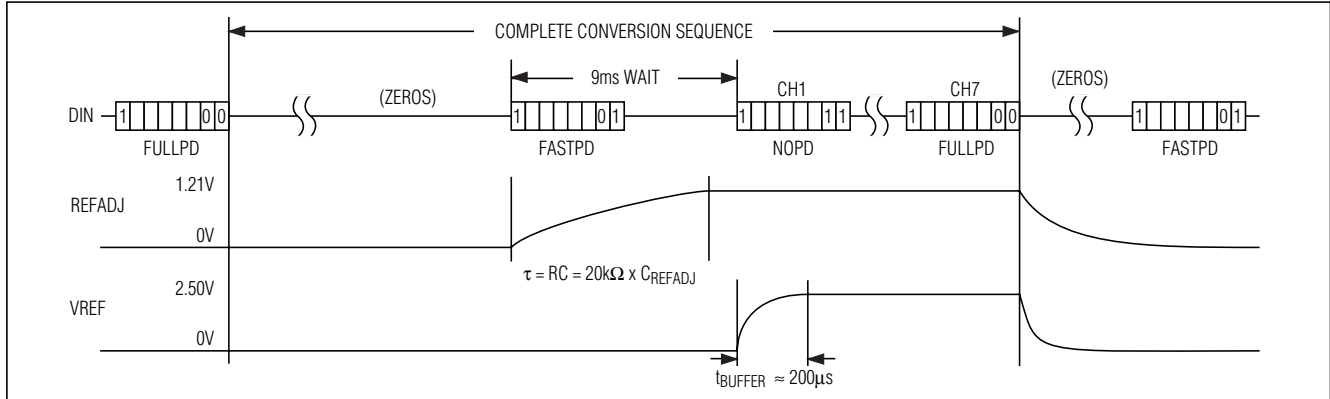 COMPLETE CONVERSION SEQUENCE
9ms WAIT
(ZEROS)
CH1
CH7
(ZEROS)
DIN
1 0 0
1 0 1
1 1 1
1 0 0
1 0 1
FULLPD
FASTPD
NOPD
FULLPD
FASTPD
1.21V
REFADJ
0V
τ = RC = 20kΩ x CREFADJ
2.50V
VREF
0V
tBUFFER ≈ 200μs